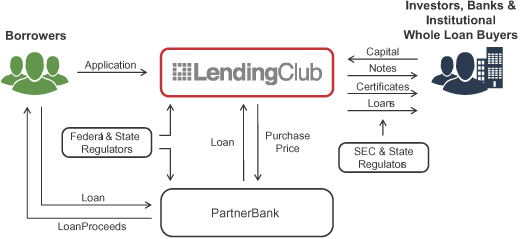 Investors, Banks &
Institutional
Whole Loan Buyers
Borrowers
Application
LendingClub
Capital
Notes
Certificates
Loans
Federal & State
Regulators
Loan
Purchase
Price
SEC & State
Regulators
Loan
PartnerBank
LoanProceeds